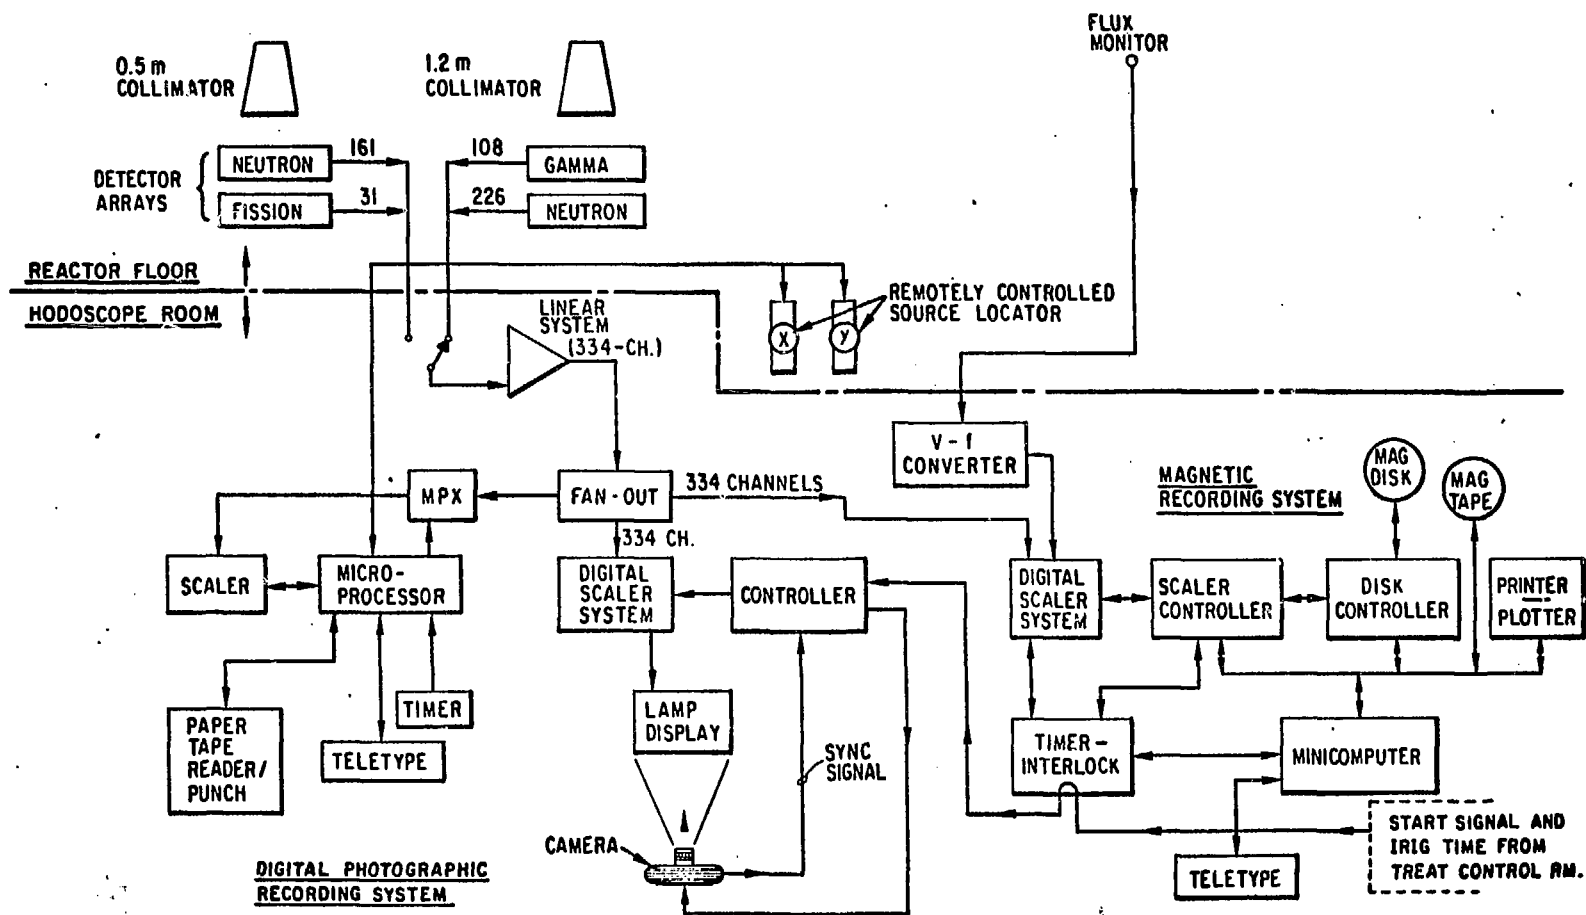 FLUX
MONITOR
0.5 m
COLLIMATOR
1.2 m
COLLIMATOR
DETECTOR
ARRAYS
NEUTRON
161
108
GAMMA
FISSION
31
226
NEUTRON
REACTOR FLOOR
HODOSCOPE ROOM
LINEAR
SYSTEM
(334-CH.)
X
Y
REMOTELY CONTROLLED
SOURCE LOCATOR
V-f
CONVERTER
MAGNETIC
RECORDING SYSTEM
MAG
DISK
MAG
TAPE
MPX
FAN-OUT
334 CHANNELS
334 CH.
SCALER
MICRO-
PROCESSOR
DIGITAL
SCALER
SYSTEM
CONTROLLER
DIGITAL
SCALER
SYSTEM
SCALER
CONTROLLER
DISK
CONTROLLER
PRINTER
PLOTTER
PAPER
TAPE
READER/
PUNCH
TELETYPE
TIMER
LAMP
DISPLAY
SYNC
SIGNAL
TIMER-
INTERLOCK
MINICOMPUTER
CAMERA
TELETYPE
START SIGNAL AND
IRIG TIME FROM
TREAT CONTROL RM.
DIGITAL PHOTOGRAPHIC
RECORDING SYSTEM